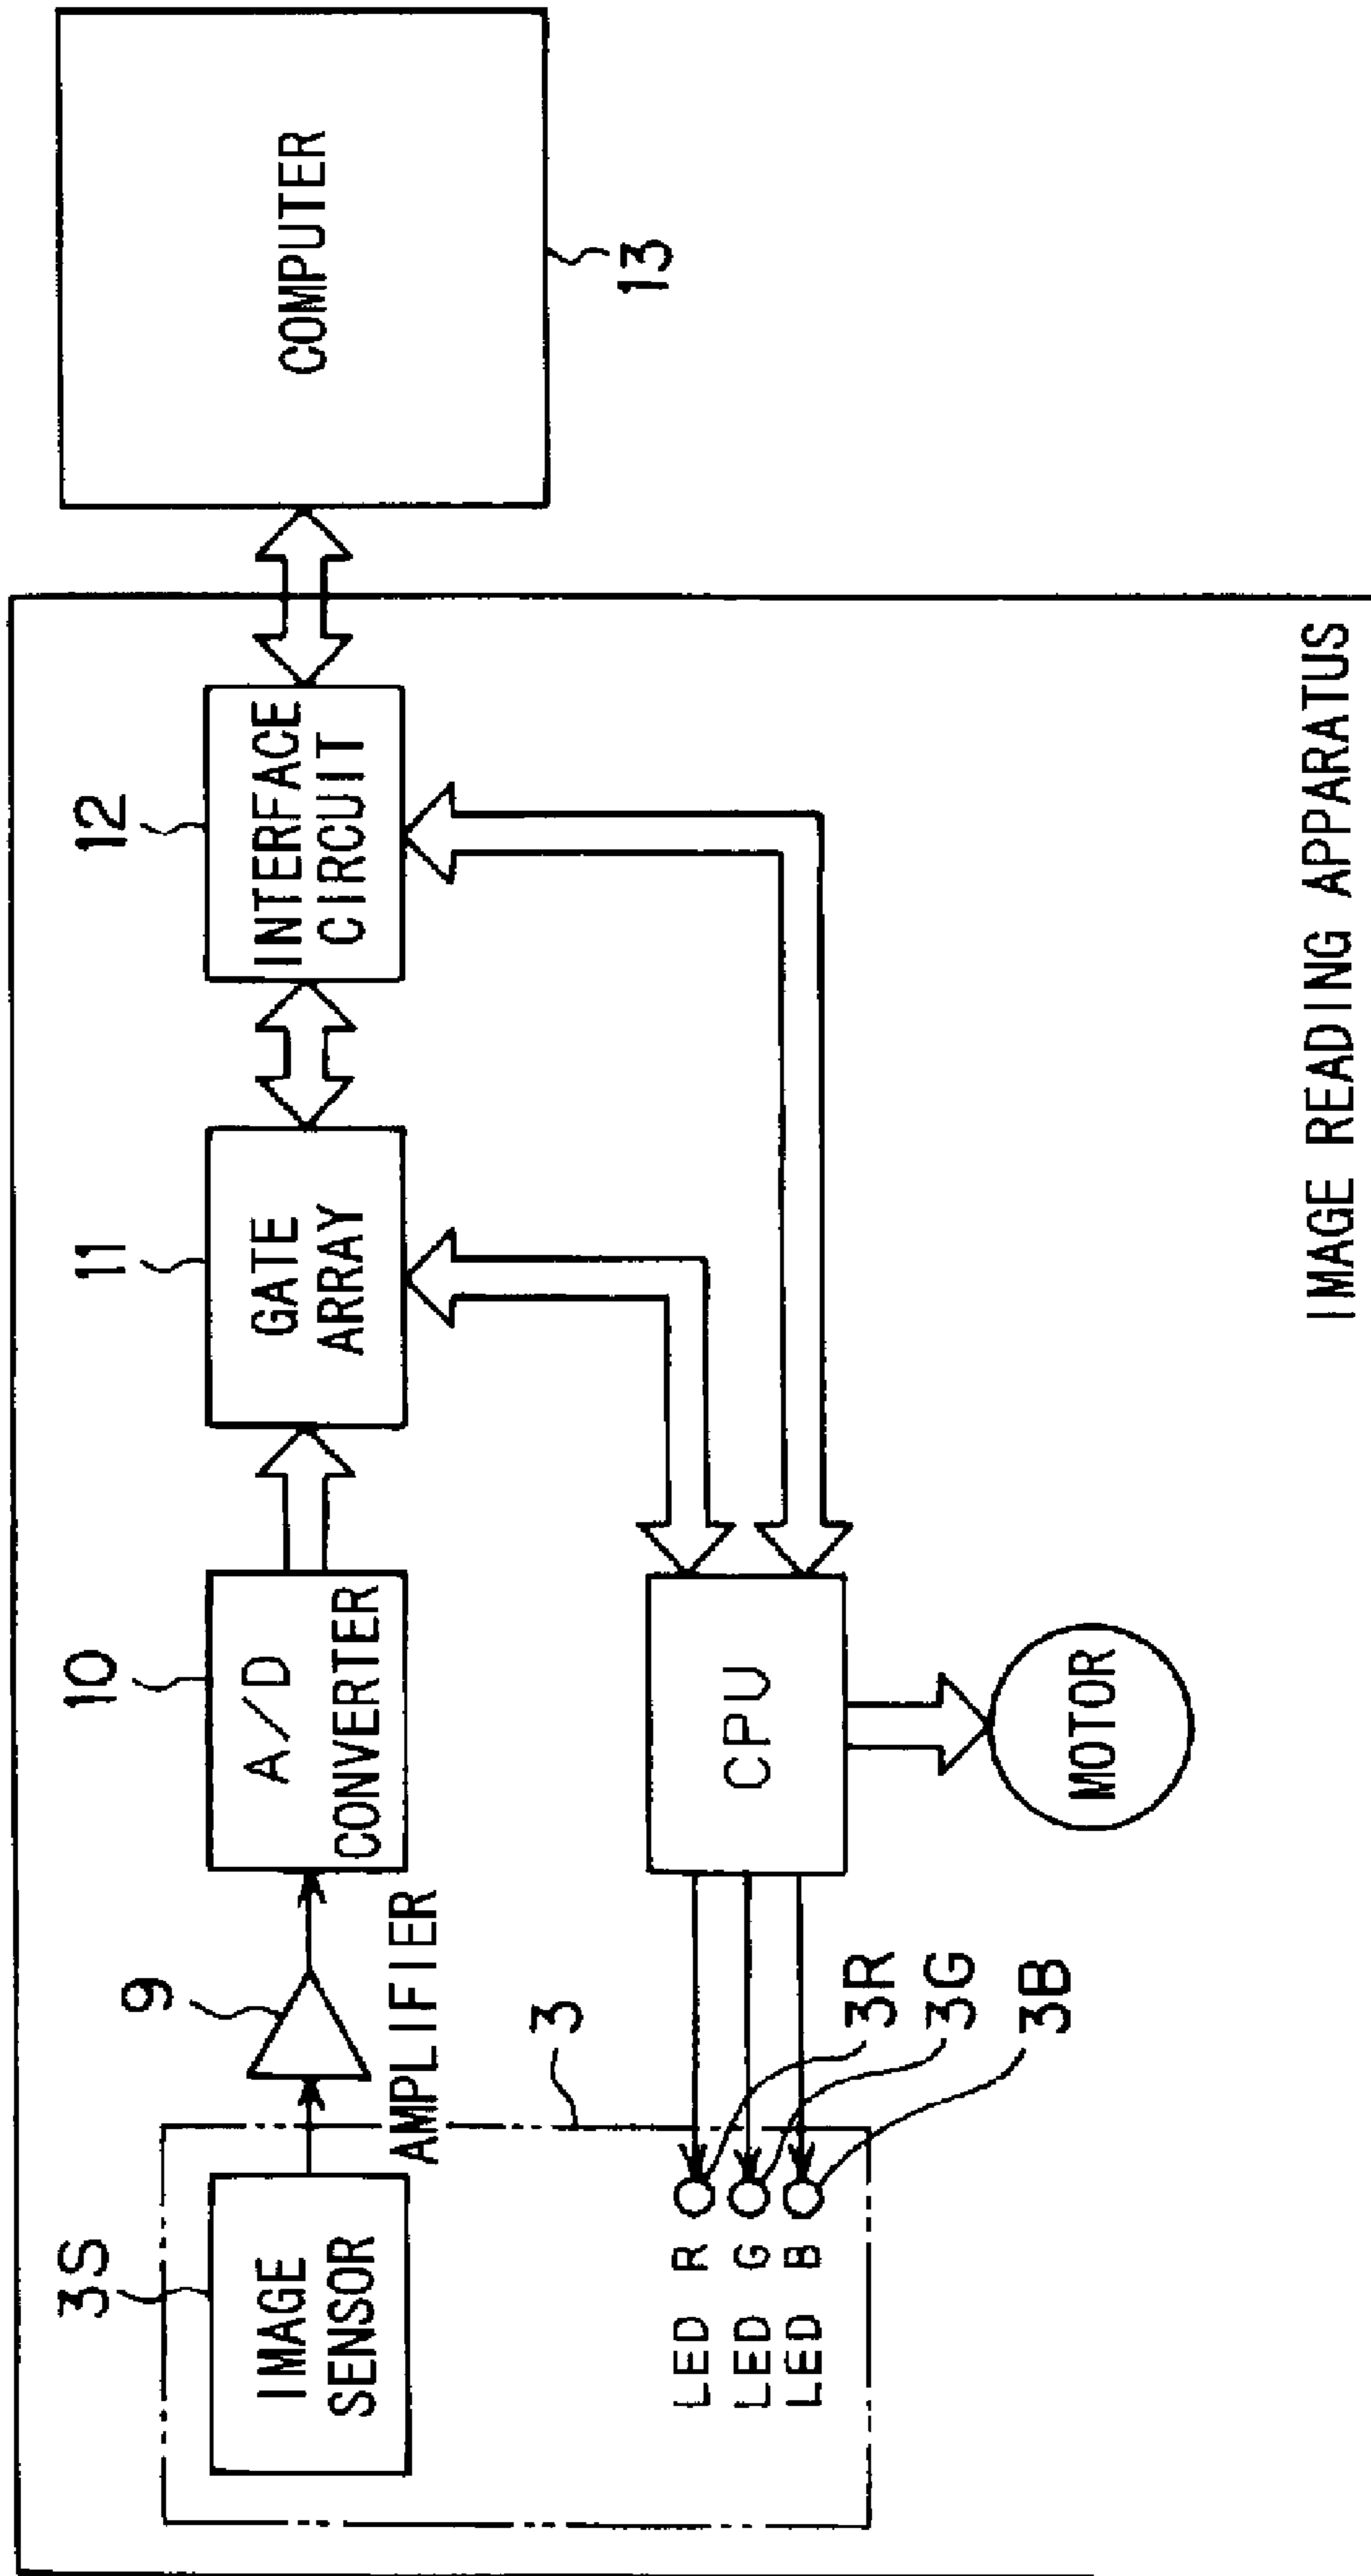 COMPUTER
13
12
INTERFACE
CIRCUIT
11
GATE
ARRAY
10
A/D
CONVERTER
9
AMPLIFIER
3S
IMAGE
SENSOR
3
CPU
MOTOR
LED R
LED G
LED B
3R
3G
3B
IMAGE READING APPARATUS